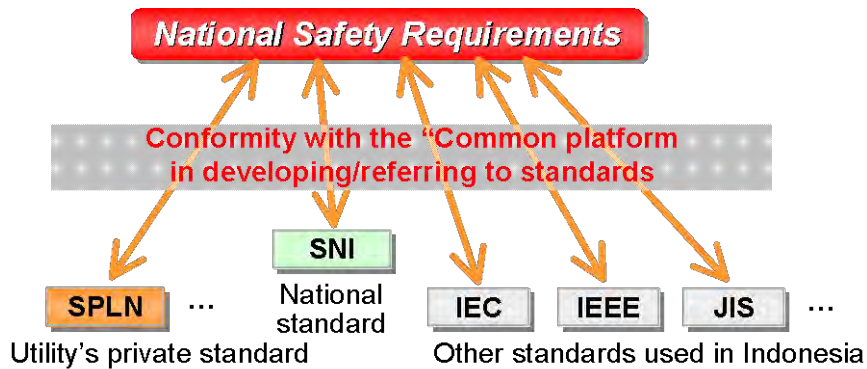 National Safety Requirements
Conformity with the “Common platform
in developing/referring to standards
SNI
SPLN ... National IEC IEEE JIS ...
standard
Utility's private standard Other standards used in Indonesia